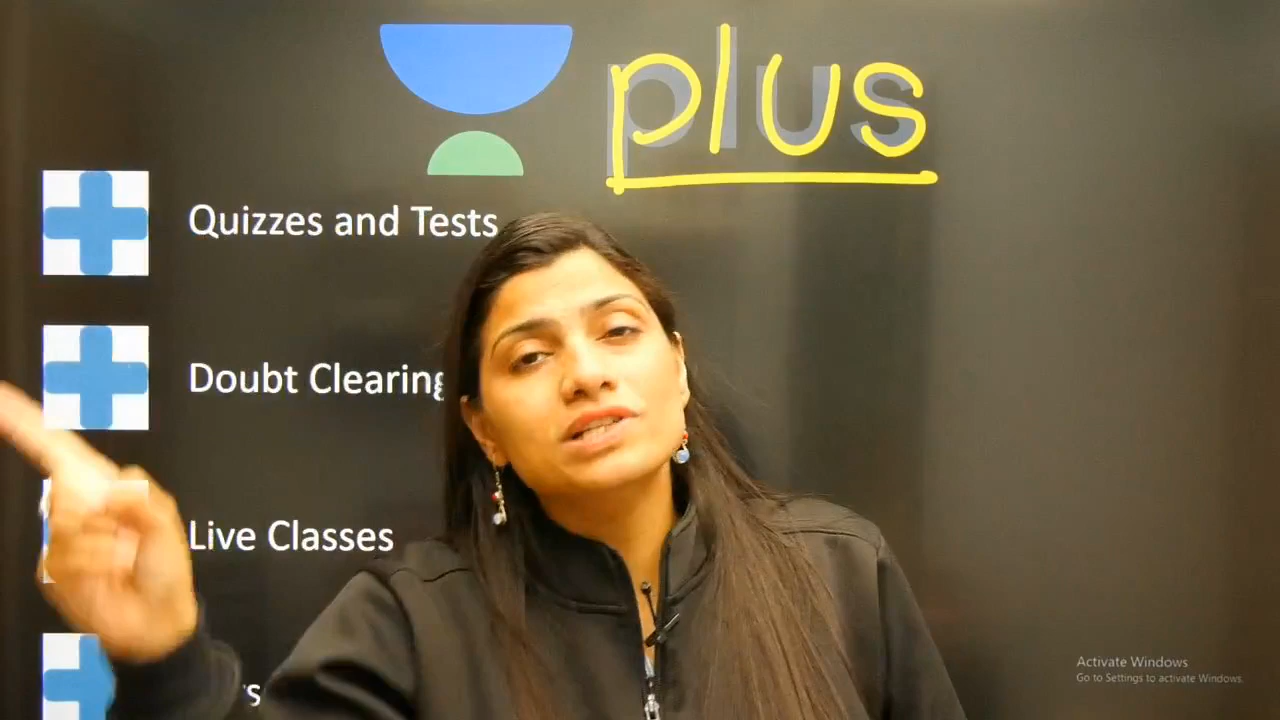 plus
Quizzes and Tests
Doubt Clearing
Live Classes
Activate Windows
Go to Settings to activate Windows.